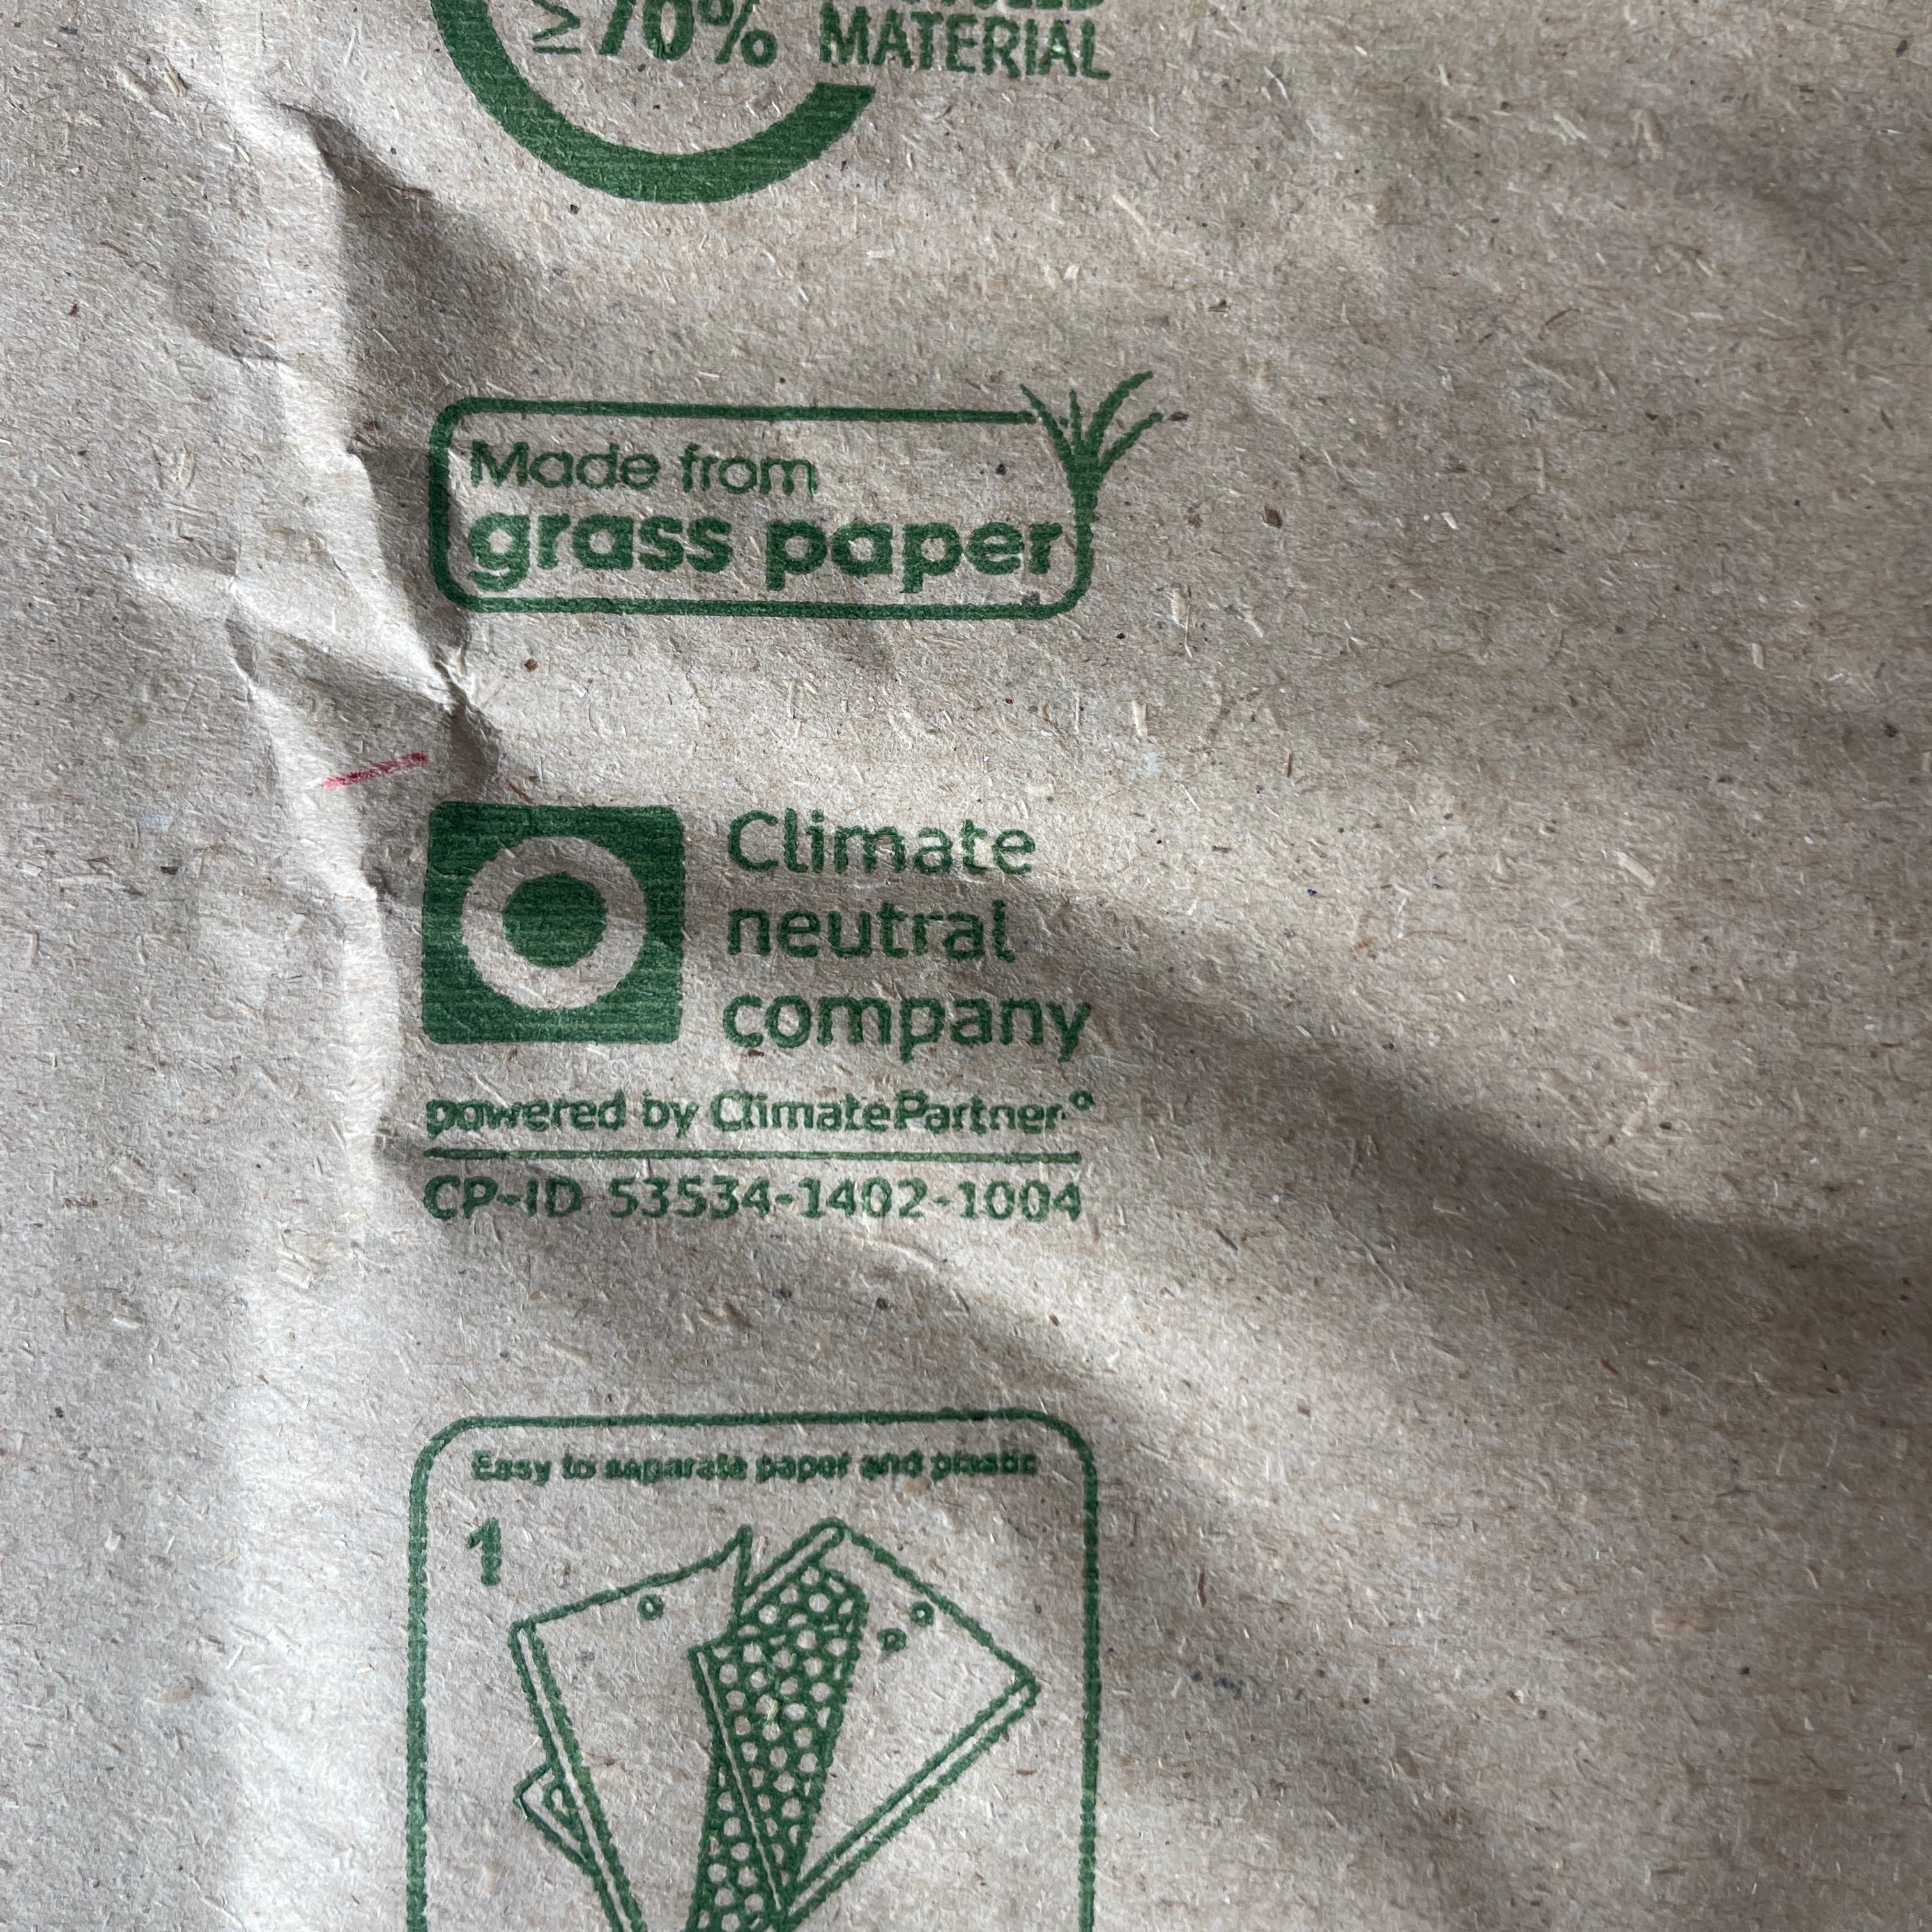 ≥70%
MATERIAL
Made from
grass paper
Climate
neutral
company
powered by ClimatePartner°
CP-ID 53534-1402-1004
Easy to separate paper and plastic
1